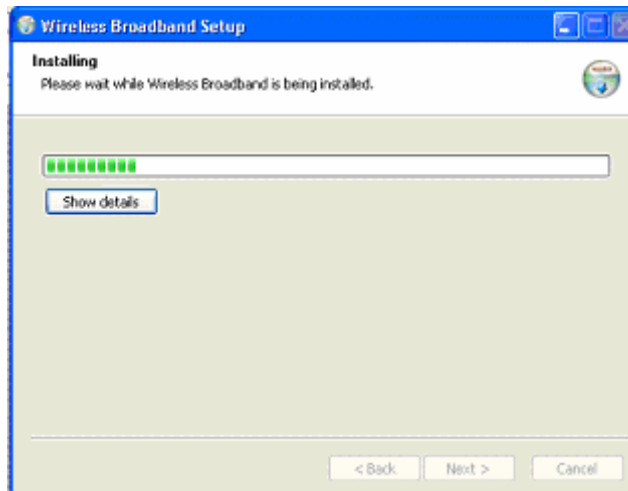 Wireless Broadband Setup
Installing
Please wait while Wireless Broadband is being installed.
Show details
< Back
Next >
Cancel